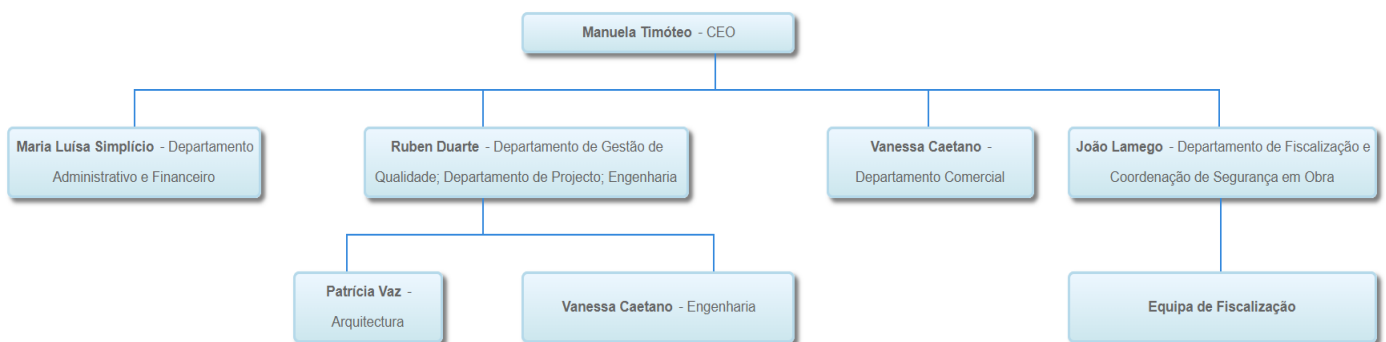 Manuela Timóteo - CEO
Maria Luísa Simplício - Departamento
Administrativo e Financeiro
Ruben Duarte - Departamento de Gestão de
Qualidade; Departamento de Projecto; Engenharia
Vanessa Caetano -
Departamento Comercial
João Lamego - Departamento de Fiscalização e
Coordenação de Segurança em Obra
Patrícia Vaz -
Arquitectura
Vanessa Caetano - Engenharia
Equipa de Fiscalização